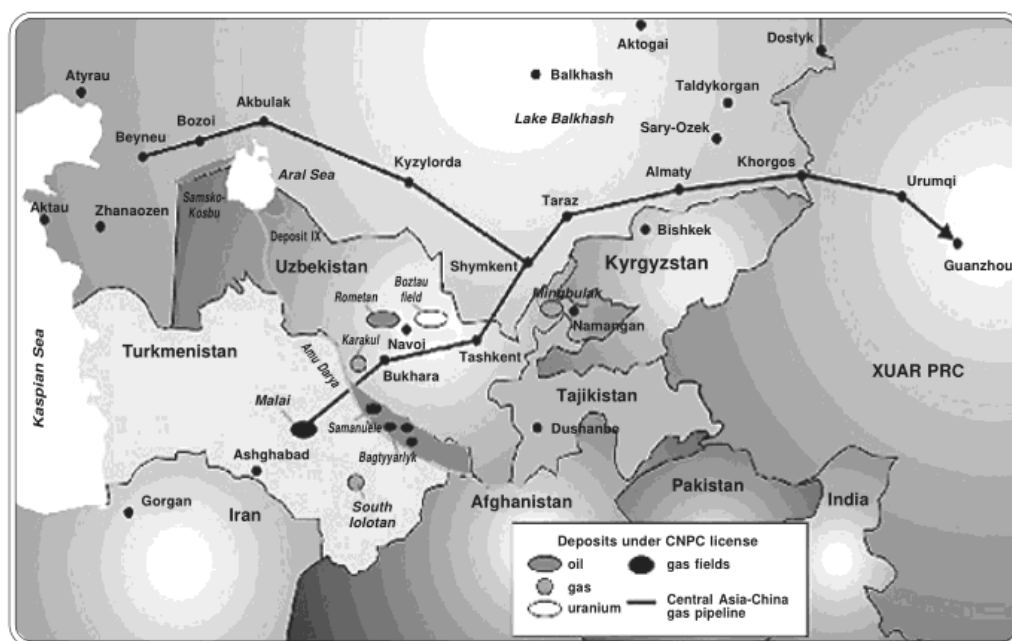 Aktogai
Dostyk
Atyrau
Balkhash
Taldykorgan
Akbulak
Bozoi
Lake Balkhash
Beyneu
Sary-Ozek
Kyzylorda
Aral Sea
Almaty
Khorgos
Samsko-
Kosbu
Urumqi
Aktau
Zhanaozen
Taraz
Deposit IX
Bishkek
Uzbekistan
Shymkent
Kyrgyzstan
Guanzhou
Boztau
field
Rometan
Mingbulak
Karakul
Navoj
Namangan
Turkmenistan
Amu Darya
Tashkent
Bukhara
Kaspian Sea
XUAR PRC
Malai
Tajikistan
Samanuele
Dushanbe
Ashghabad
Bagtyyarlyk
Gorgan
Iran
South
Iolotan
Afghanistan
Pakistan
India
Deposits under CNPC license
oil
gas fields
gas
uranium
Central Asia-China
gas pipeline